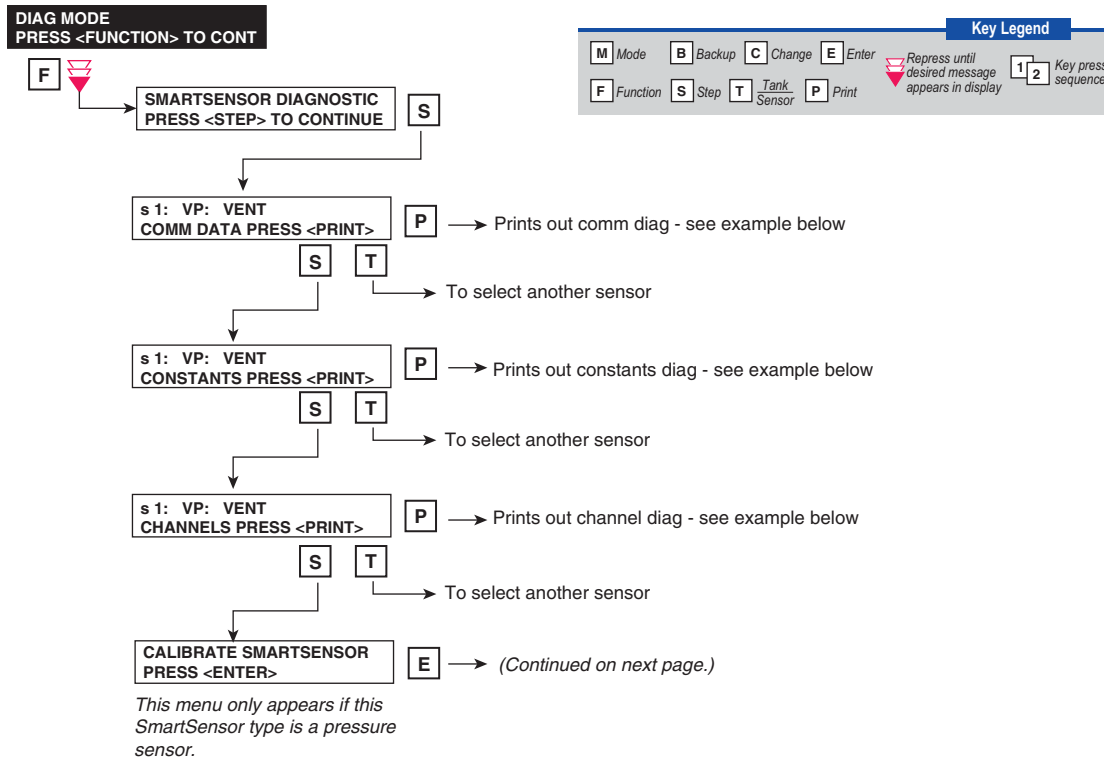 DIAG MODE
PRESS <FUNCTION> TO CONT
Key Legend
M Mode B Backup C Change E Enter
F Function S Step T Tank Sensor P Print
Repress until
desired message
appears in display
1 2 Key press
sequence
F
SMARTSENSOR DIAGNOSTIC
PRESS <STEP> TO CONTINUE
S
s 1: VP: VENT
COMM DATA PRESS <PRINT>
P
Prints out comm diag - see example below
S T
To select another sensor
s 1: VP: VENT
CONSTANTS PRESS <PRINT>
P
Prints out constants diag - see example below
S T
To select another sensor
s 1: VP: VENT
CHANNELS PRESS <PRINT>
P
Prints out channel diag - see example below
S T
To select another sensor
CALIBRATE SMARTSENSOR
PRESS <ENTER>
E
(Continued on next page.)
This menu only appears if this
SmartSensor type is a pressure
sensor.